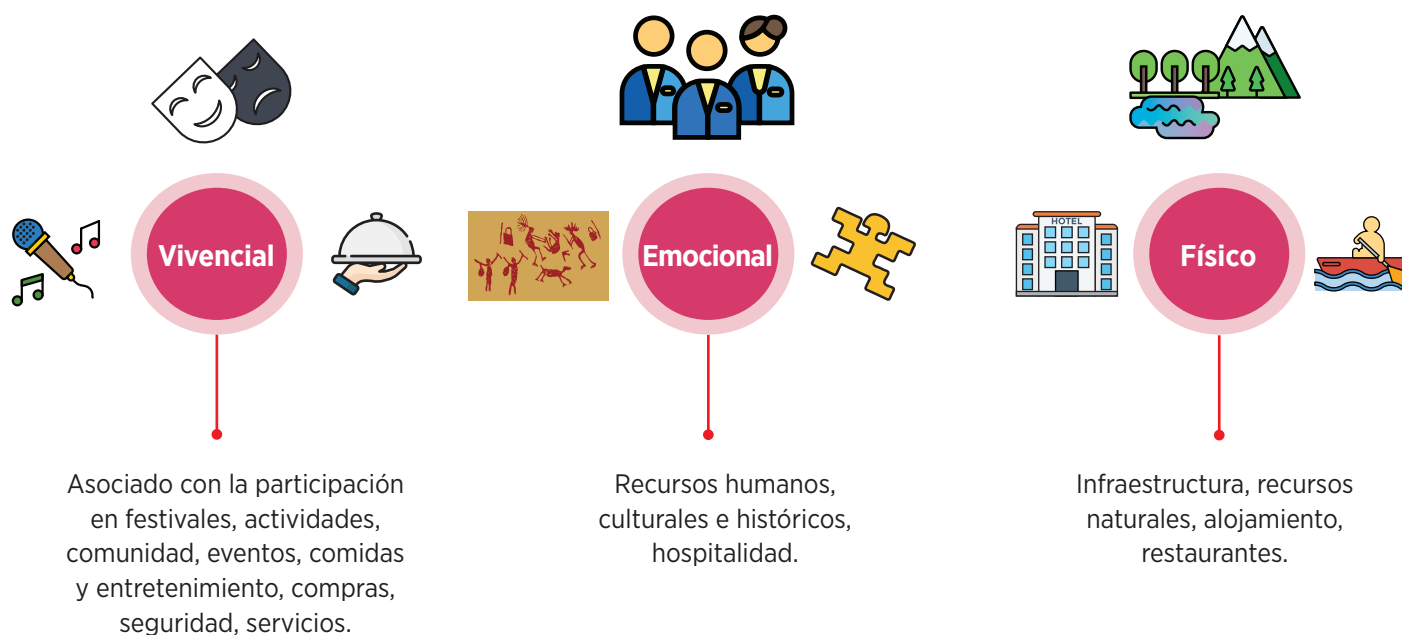 HOTEL
Vivencial
Emocional
Físico
Asociado con la participación
en festivales, actividades,
comunidad, eventos, comidas
y entretenimiento, compras,
seguridad, servicios.
Recursos humanos,
culturales e históricos,
hospitalidad.
Infraestructura, recursos
naturales, alojamiento,
restaurantes.